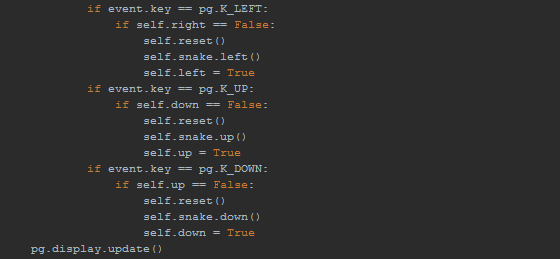 if event.key == pg.K_LEFT:
if self.right == False:
self.reset()
self.snake.left()
self.left = True
if event.key == pg.K_UP:
if self.down == False:
self.reset()
self.snake.up()
self.up = True
if event.key == pg.K_DOWN:
if self.up == False:
self.reset()
self.snake.down()
self.down = True
pg.display.update()